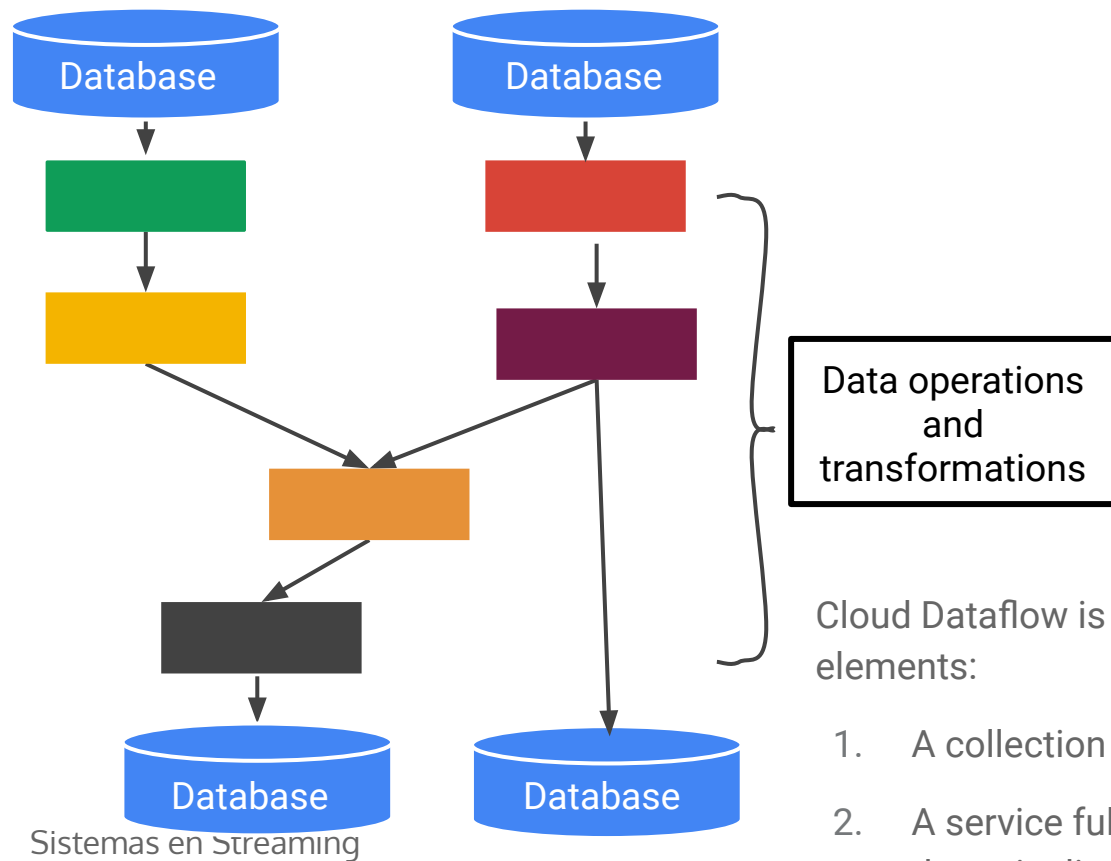 Database
Database
Data operations
and
transformations
Cloud Dataflow is
elements:
1. A collection
2. A service ful
Database
Database
Sistemas en Streaming